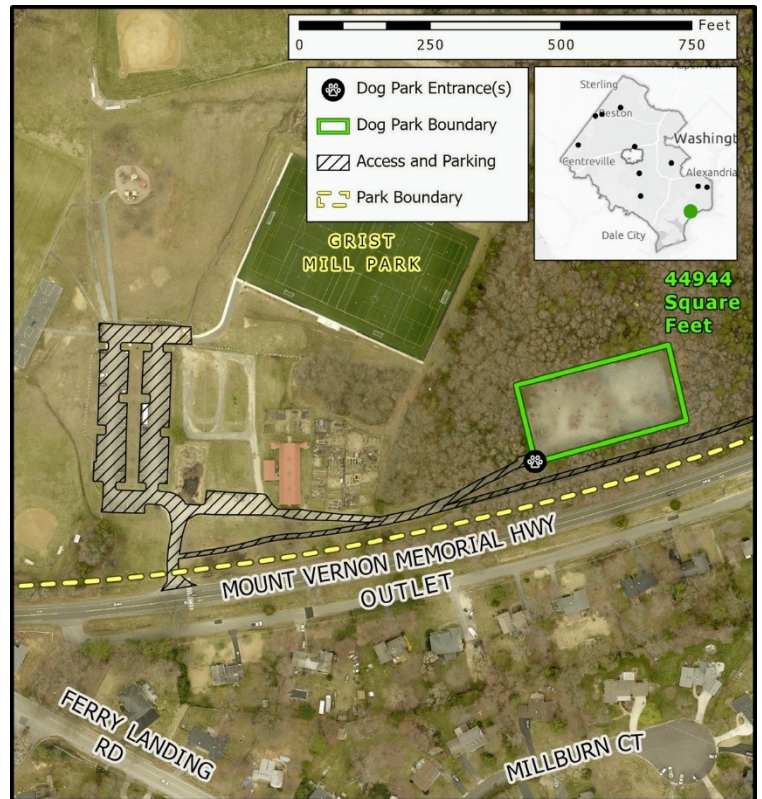 Feet
0 250 500 750
Dog Park Entrance(s)
Dog Park Boundary
Access and Parking
Park Boundary
Sterling
Reston
Washingt
Centreville
Alexandria
Dale City
GRIST
MILL PARK
44944
Square
Feet
MOUNT VERNON MEMORIAL HWY
OUTLET
FERRY LANDING
RD
MILLBURN CT